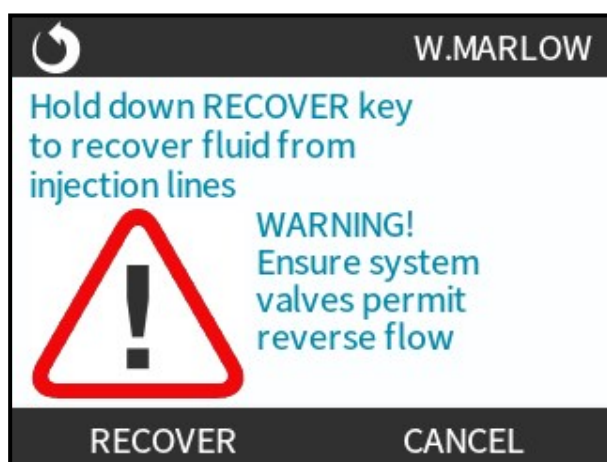 W.MARLOW
Hold down RECOVER key
to recover fluid from
injection lines
WARNING!
Ensure system
valves permit
reverse flow
!
RECOVER CANCEL